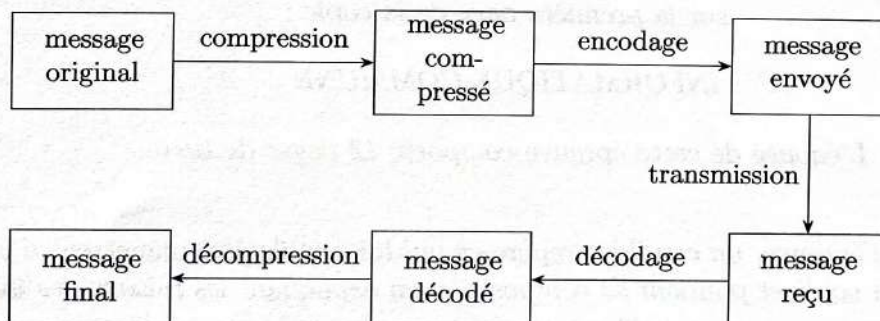 message
original
compression
message
com-
pressé
encodage
message
envoyé
transmission
message
reçu
décodage
message
décodé
décompression
message
final